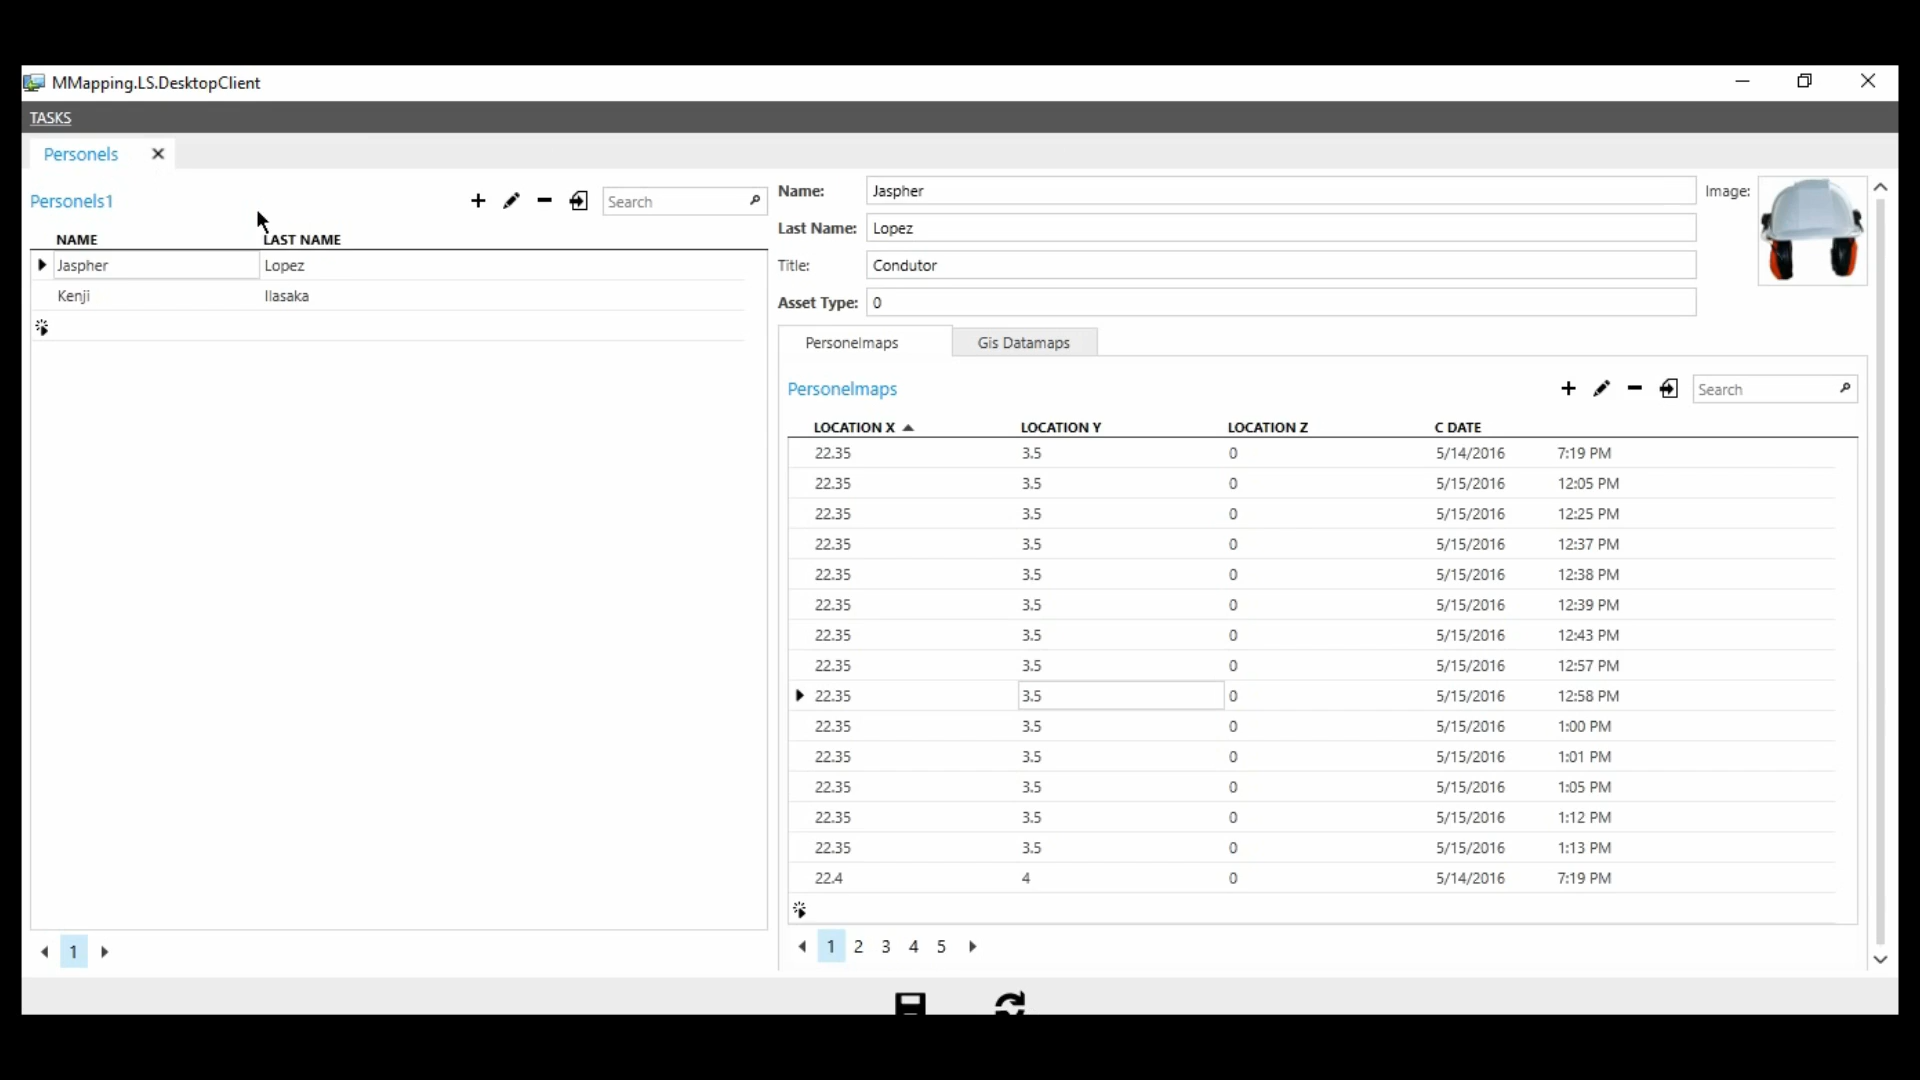 MMapping.LS.DesktopClient
TASKS
Personels
Personels1
Search
NAME LAST NAME
Jaspher Lopez
Kenji Ilasaka
1
Name: Jaspher
Last Name: Lopez
Title: Condutor
Asset Type: 0
Image:
Personelmaps Gis Datamaps
Personelmaps
Search
LOCATION X LOCATION Y LOCATION Z C DATE
22.35 3.5 0 5/14/2016 7:19 PM
22.35 3.5 0 5/15/2016 12:05 PM
22.35 3.5 0 5/15/2016 12:25 PM
22.35 3.5 0 5/15/2016 12:37 PM
22.35 3.5 0 5/15/2016 12:38 PM
22.35 3.5 0 5/15/2016 12:39 PM
22.35 3.5 0 5/15/2016 12:43 PM
22.35 3.5 0 5/15/2016 12:57 PM
22.35 3.5 0 5/15/2016 12:58 PM
22.35 3.5 0 5/15/2016 1:00 PM
22.35 3.5 0 5/15/2016 1:01 PM
22.35 3.5 0 5/15/2016 1:05 PM
22.35 3.5 0 5/15/2016 1:12 PM
22.35 3.5 0 5/15/2016 1:13 PM
22.4 4 0 5/14/2016 7:19 PM
1 2 3 4 5